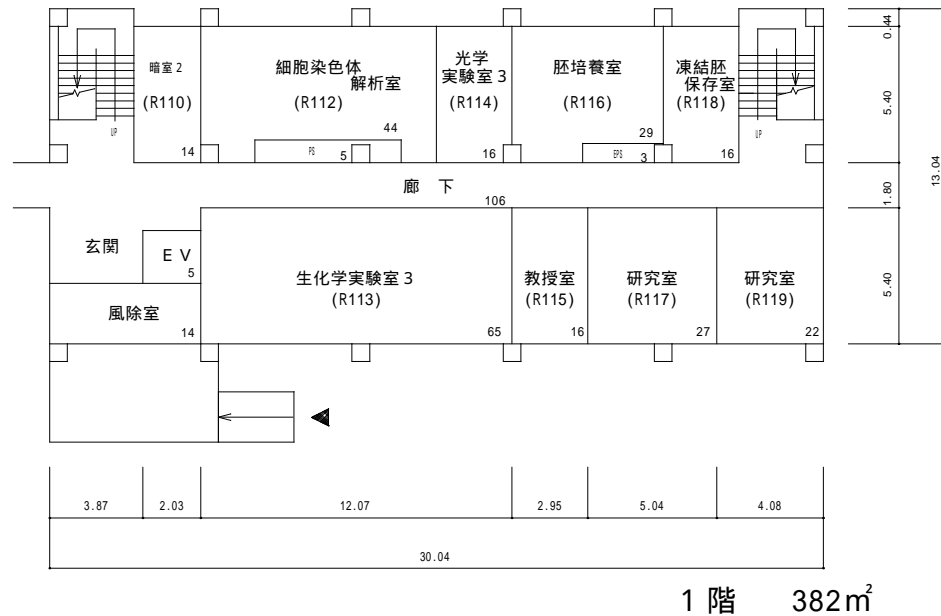 暗室２
(R110)
14
細胞染色体
解析室
(R112)
44
PS
5
光学
実験室３
(R114)
16
胚培養室
(R116)
29
EPS
3
凍結胚
保存室
(R118)
16
UP
UP
廊 下
106
玄関
ＥＶ
5
風除室
14
生化学実験室３
(R113)
65
教授室
(R115)
16
研究室
(R117)
27
研究室
(R119)
22
0.44
5.40
1.80
5.40
13.04
3.87
2.03
12.07
2.95
5.04
4.08
30.04
１階 382㎡